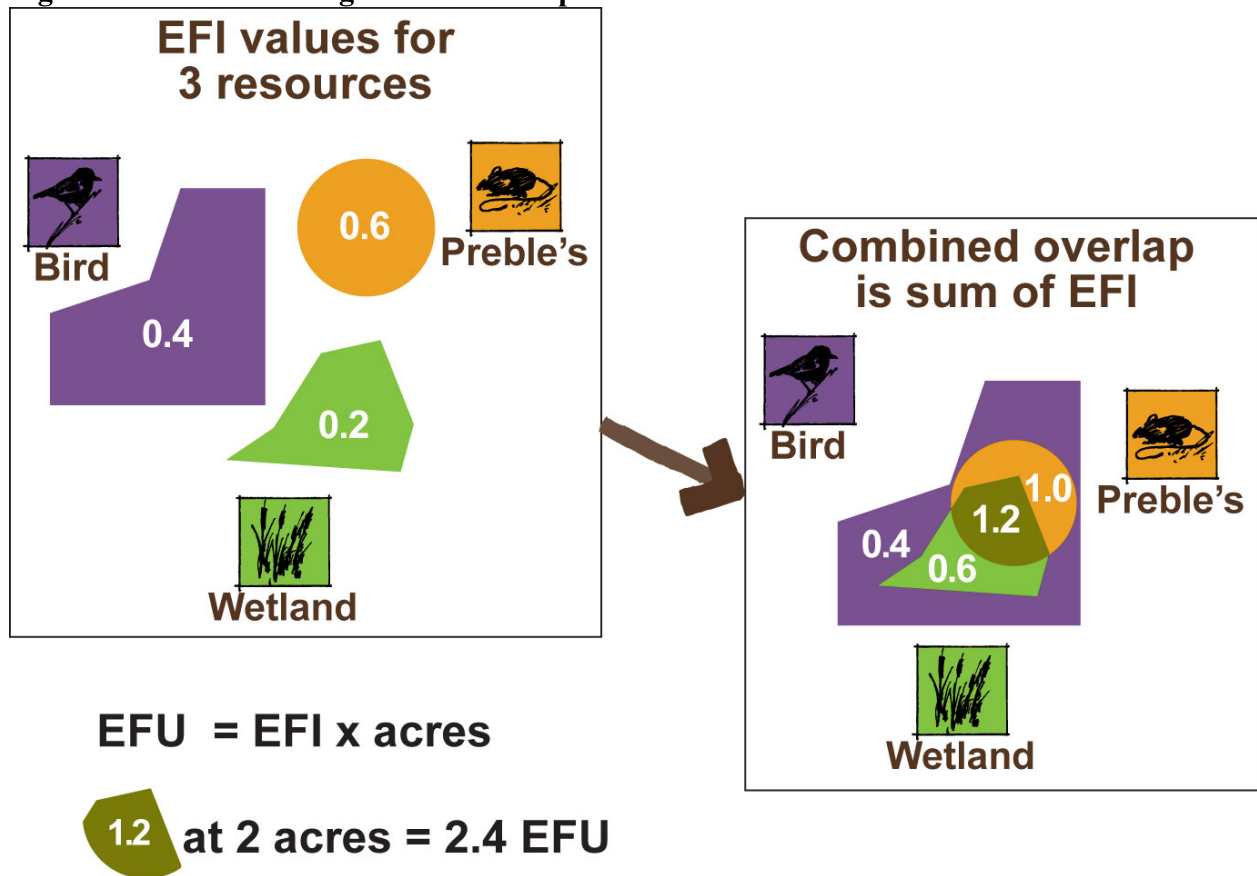 EFI values for
3 resources
Bird
0.6
Preble's
0.4
0.2
Wetland
Combined overlap
is sum of EFI
Bird
Preble's
1.0
1.2
0.4
0.6
Wetland
EFU = EFI x acres
1.2 at 2 acres = 2.4 EFU